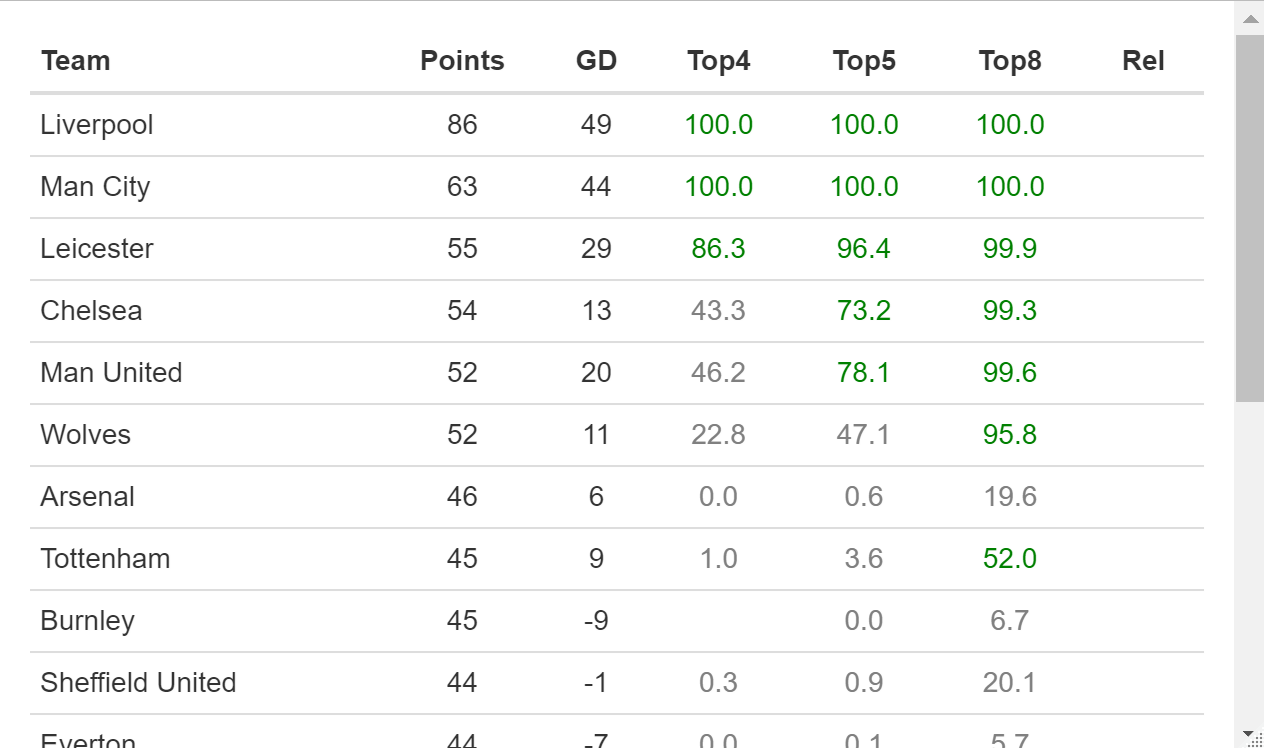 Team Points GD Top4 Top5 Top8 Rel
Liverpool 86 49 100.0 100.0 100.0
Man City 63 44 100.0 100.0 100.0
Leicester 55 29 86.3 96.4 99.9
Chelsea 54 13 43.3 73.2 99.3
Man United 52 20 46.2 78.1 99.6
Wolves 52 11 22.8 47.1 95.8
Arsenal 46 6 0.0 0.6 19.6
Tottenham 45 9 1.0 3.6 52.0
Burnley 45 -9 0.0 6.7
Sheffield United 44 -1 0.3 0.9 20.1
Everton 44 -7 0.0 0.1 5.7